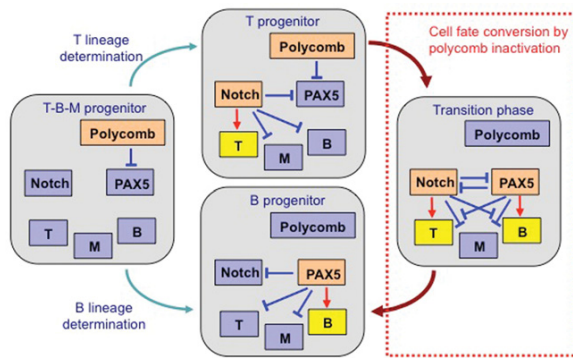 T progenitor
T lineage
determination
Polycomb
Notch
PAX5
T
M
B
Cell fate conversion by
polycomb inactivation
T-B-M progenitor
Polycomb
Notch
PAX5
T
M
B
Transition phase
Polycomb
Notch
PAX5
T
M
B
B progenitor
Polycomb
Notch
PAX5
T
M
B
B lineage
determination